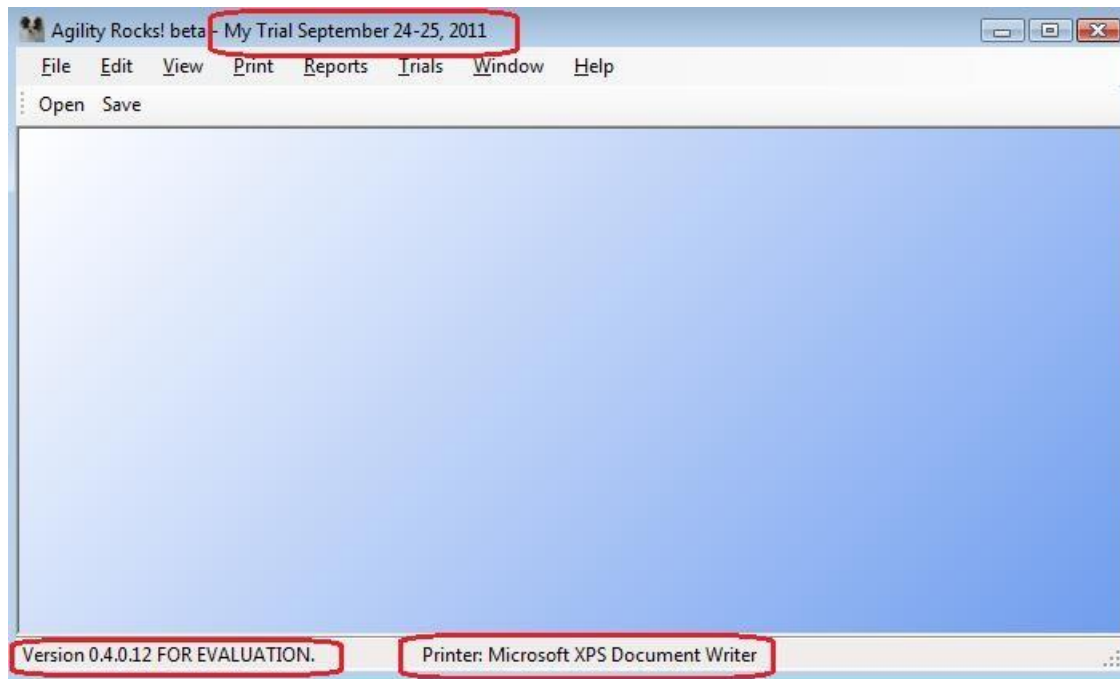 Agility Rocks! beta - My Trial September 24-25, 2011
File Edit View Print Reports Trials Window Help
Open Save
Version 0.4.0.12 FOR EVALUATION. Printer: Microsoft XPS Document Writer